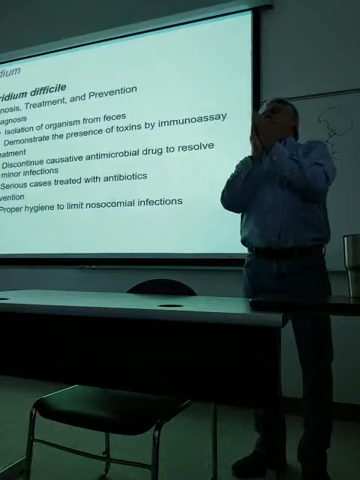 dium
ridium difficile
nosis, Treatment, and Prevention
agnosis
Isolation of organism from feces
Demonstrate the presence of toxins by immunoassay
eatment
Discontinue causative antimicrobial drug to resolve
minor infections
Serious cases treated with antibiotics
vention
Proper hygiene to limit nosocomial infections